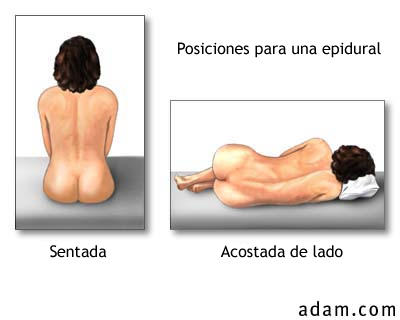 Posiciones para una epidural
Sentada
Acostada de lado
adam.com